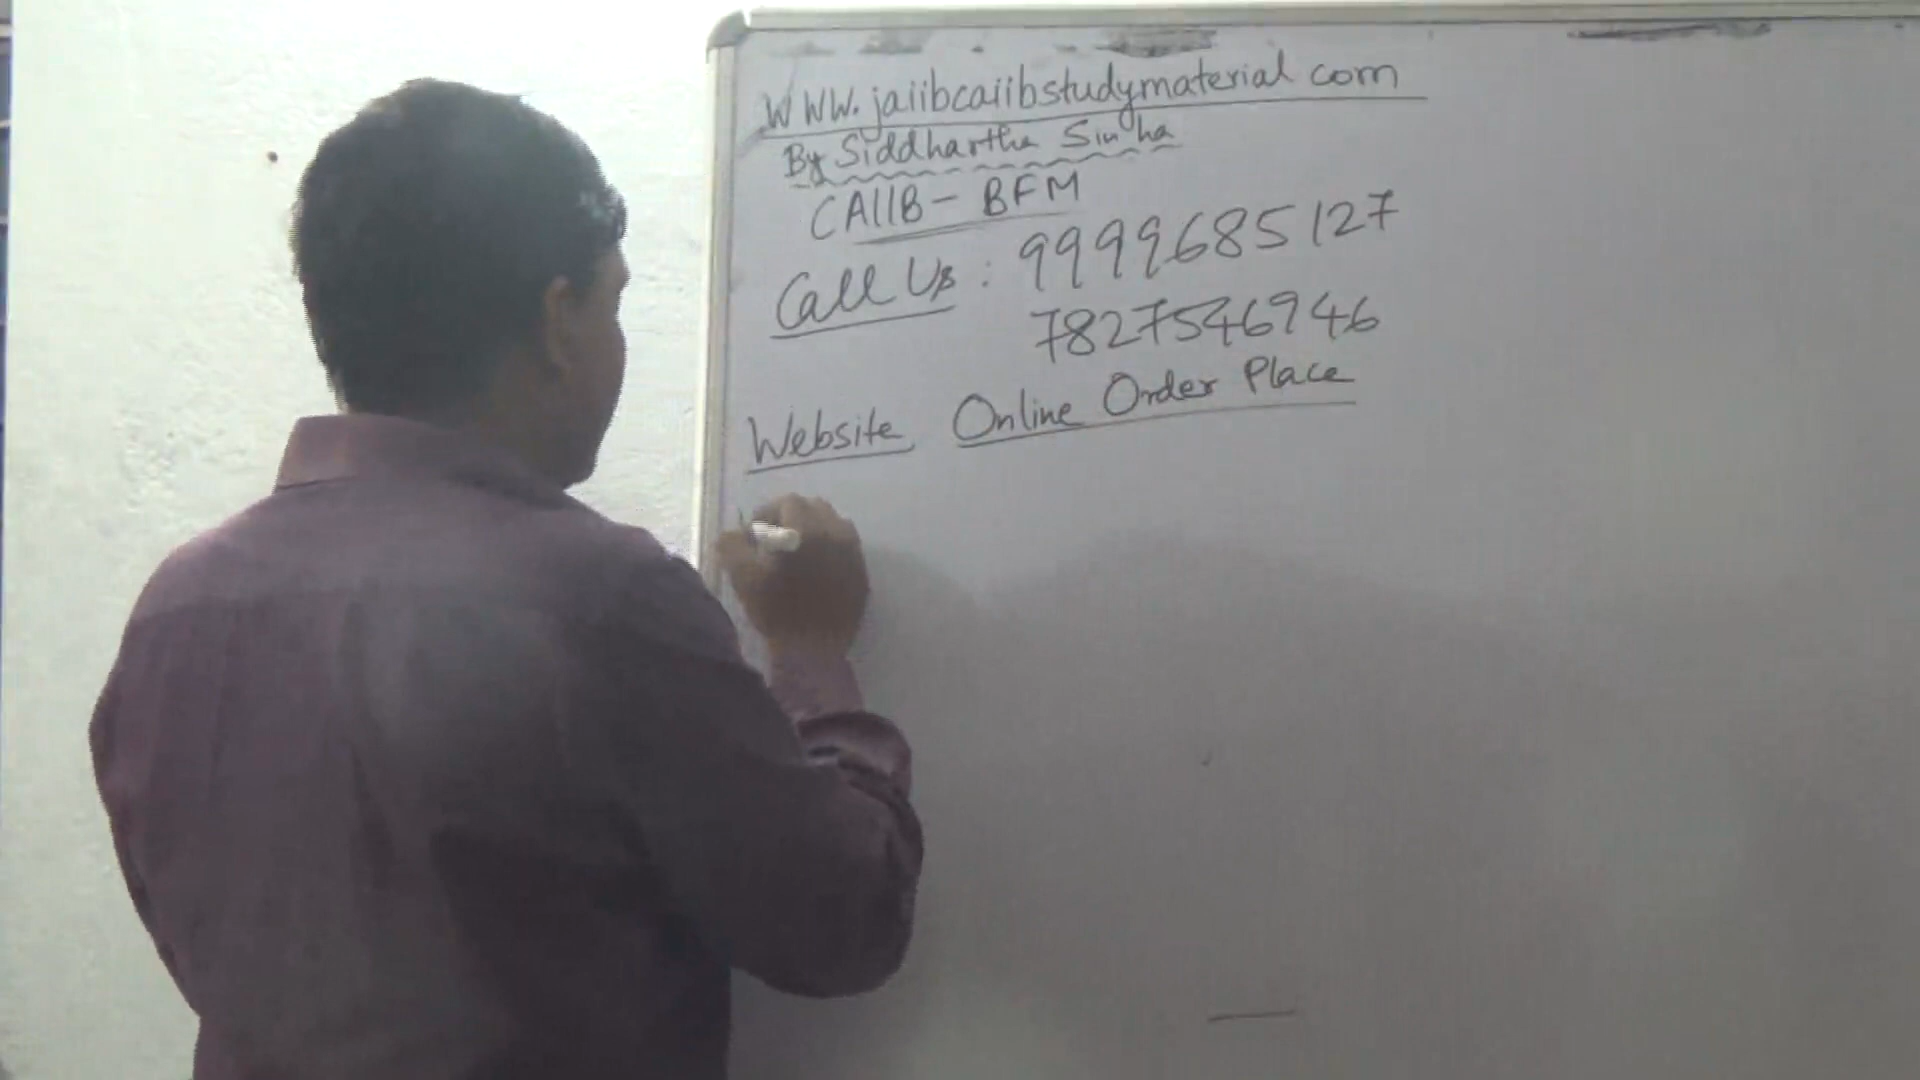 WWW.jaiibcaiibstudymaterial com
By Siddhartha Sinha
CAIIB - BFM
Call Us : 9999685127
7827546946
Website Online Order Place